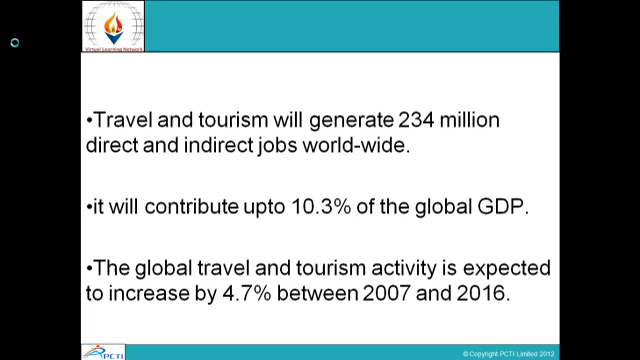 Virtual Learning Network
•Travel and tourism will generate 234 million
direct and indirect jobs world-wide.
•it will contribute upto 10.3% of the global GDP.
•The global travel and tourism activity is expected
to increase by 4.7% between 2007 and 2016.
PCTI
© Copyright PCTI Limited 2012